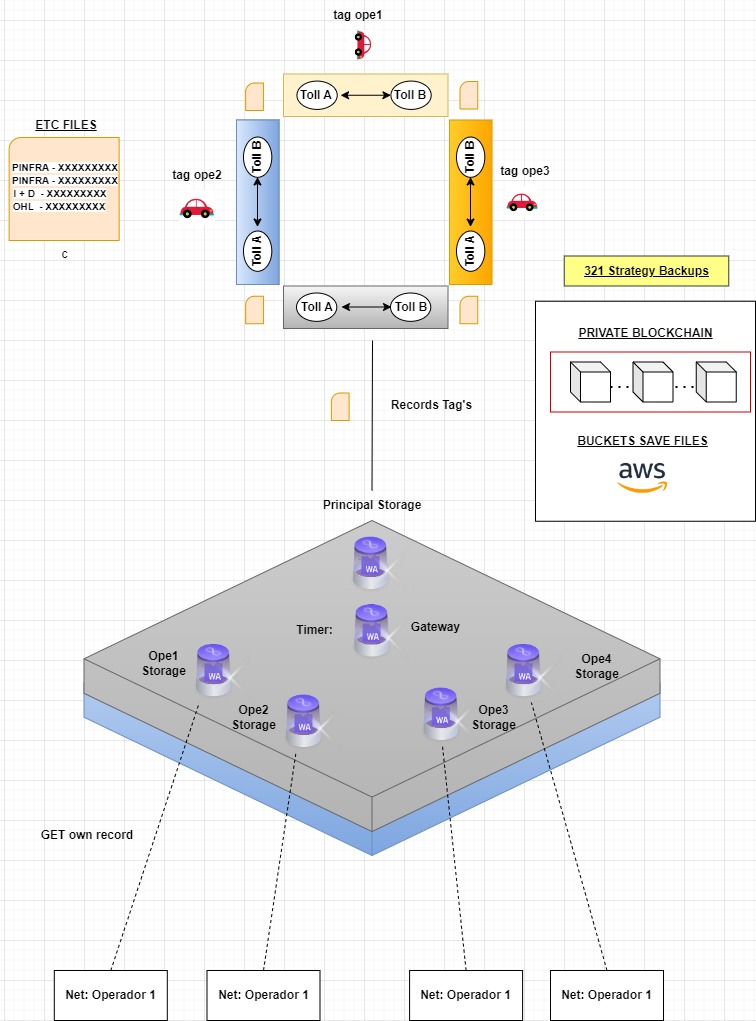 tag ope1
Toll A
Toll B
ETC FILES
PINFRA - XXXXXXXXX
PINFRA - XXXXXXXXX
I + D  - XXXXXXXXX
OHL  - XXXXXXXXX
C
tag ope2
Toll B
Toll A
Toll B
Toll A
tag ope3
Toll A
Toll B
321 Strategy Backups
PRIVATE BLOCKCHAIN
BUCKETS SAVE FILES
aws
Records Tag's
Principal Storage
WA
Timer:
WA
Gateway
Ope1
Storage
WA
Ope2
Storage
WA
WA
Ope3
Storage
WA
Ope4
Storage
GET own record
Net: Operador 1
Net: Operador 1
Net: Operador 1
Net: Operador 1